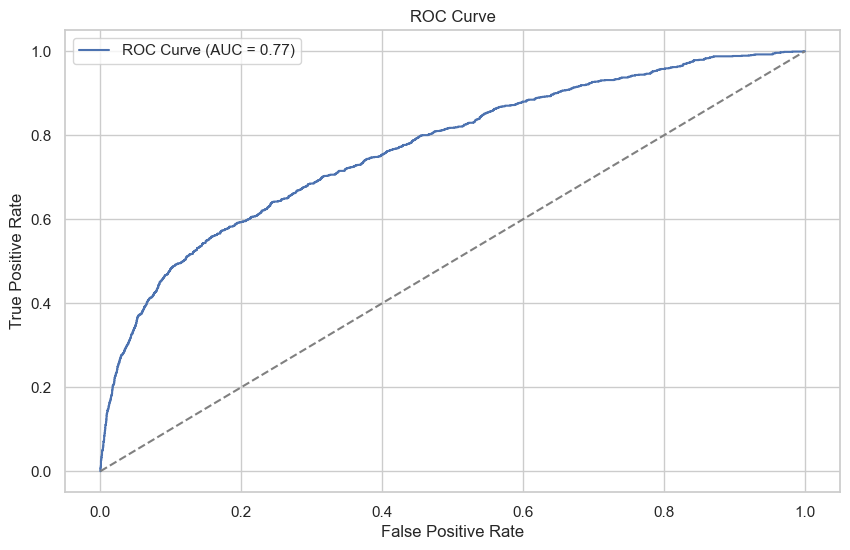 ROC Curve
ROC Curve (AUC = 0.77)
True Positive Rate
1.0
0.8
0.6
0.4
0.2
0.0
0.0 0.2 0.4 0.6 0.8 1.0
False Positive Rate